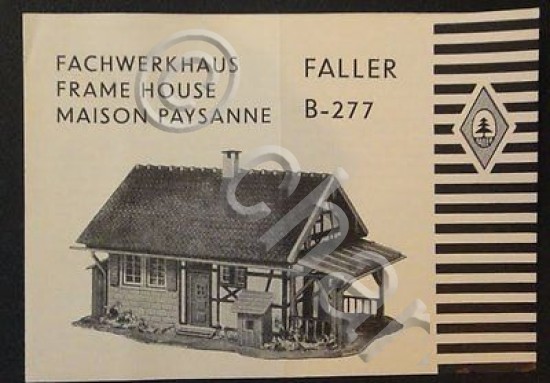 FACHWERKHAUS
FRAME HOUSE
MAISON PAYSANNE
FALLER
B-277